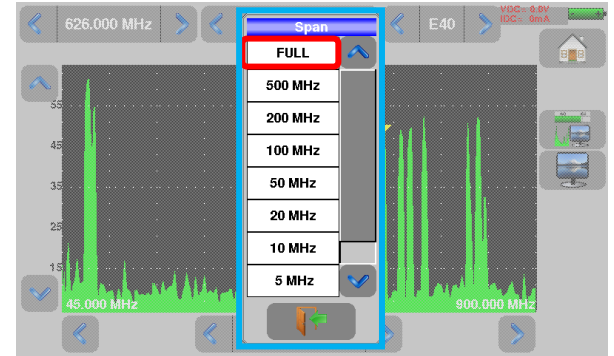 626.000 MHz
Span
E40
VDC= 0.0V
IDC= 0mA
FULL
500 MHz
200 MHz
100 MHz
50 MHz
20 MHz
10 MHz
5 MHz
55
45
35
25
15
45.000 MHz
900.000 MHz